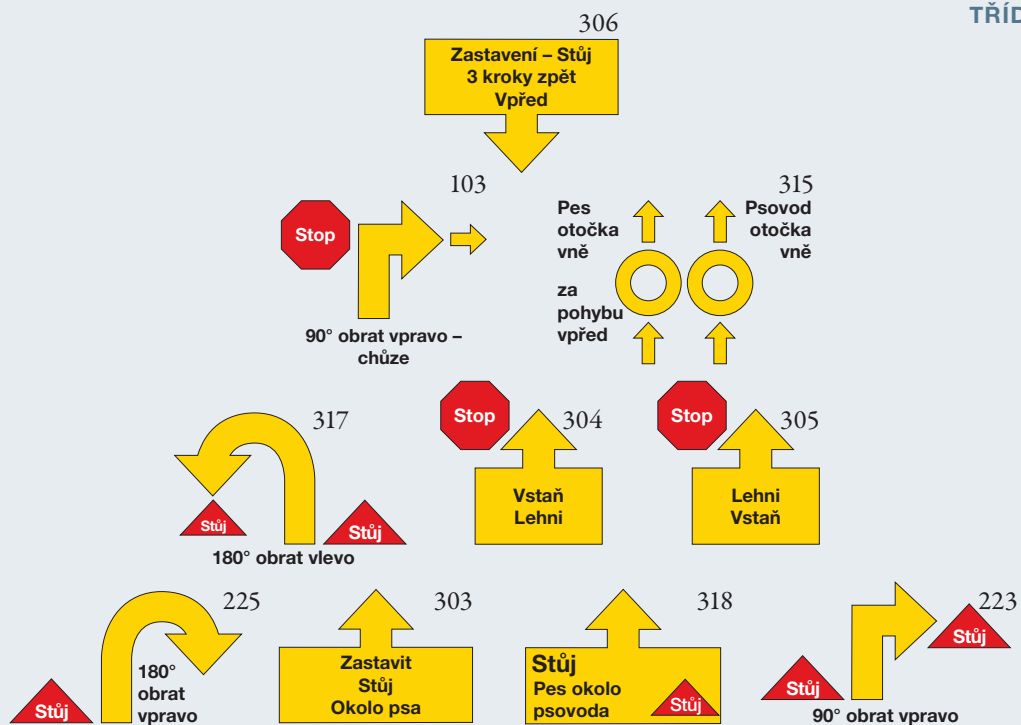 TŘÍD
306
Zastavení – Stůj
3 kroky zpět
Vpřed
103
Stop
90° obrat vpravo –
chůze
315
Pes
otočka
vně
za
pohybu
vpřed
Psovod
otočka
vně
317
Stůj
Stůj
180° obrat vlevo
Stop
304
Vstaň
Lehni
Stop
305
Lehni
Vstaň
225
Stůj
180°
obrat
vpravo
303
Zastavit
Stůj
Okolo psa
318
Stůj
Pes okolo
psovoda
Stůj
223
Stůj
Stůj
90° obrat vpravo